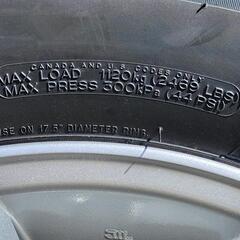 CANADA AND U.S. CODES ONLY
MAX LOAD 1120kg (2469 LBS)
MAX PRESS 300kPa (44 PSI)
SE ON 17.5" DIAMETER RIMS.